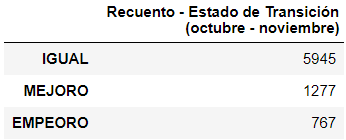 Recuento - Estado de Transición
(octubre - noviembre)
IGUAL 5945
MEJORO 1277
EMPEORO 767